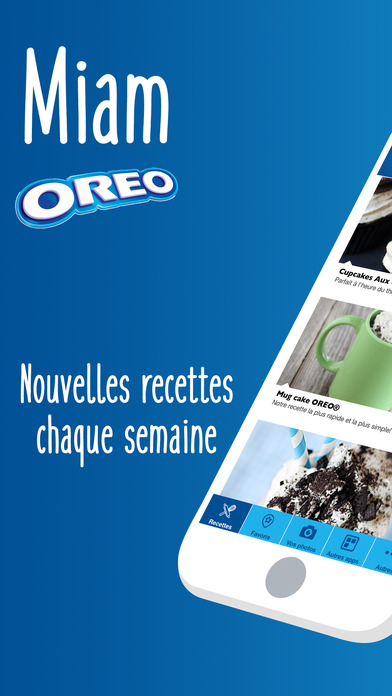 Miam
OREO
Nouvelles recettes
chaque semaine
Cupcakes Aux
Parfait à l'heure du
Mug cake OREO®
Notre recette la plus rapide et la plus simple!
Recettes
Favoris
Vos photos
Autres apps